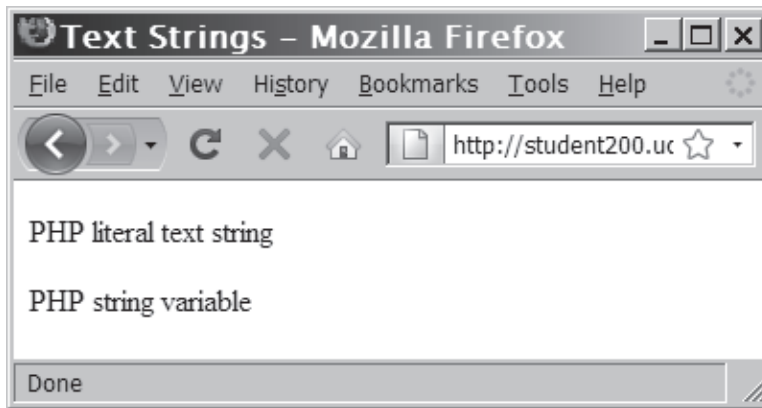 Text Strings – Mozilla Firefox
File Edit View History Bookmarks Tools Help
http://student200.uc
PHP literal text string
PHP string variable
Done